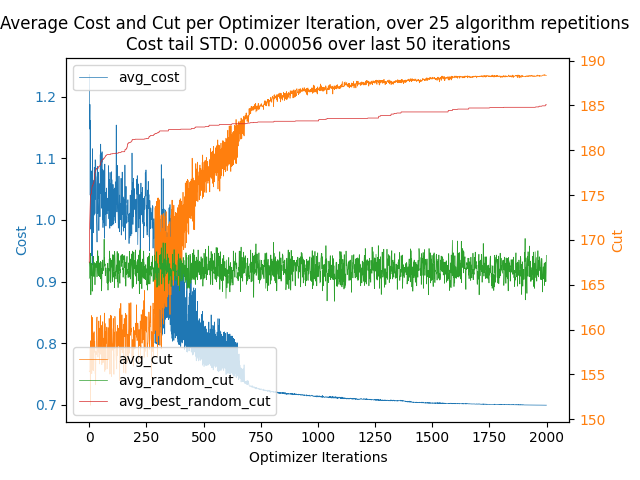 Average Cost and Cut per Optimizer Iteration, over 25 algorithm repetitions
Cost tail STD: 0.000056 over last 50 iterations
avg_cost
avg_cut
avg_random_cut
avg_best_random_cut
Cost
1.2
1.1
1.0
0.9
0.8
0.7
Cut
190
185
180
175
170
165
160
155
150
0
250
500
750
1000
1250
1500
1750
2000
Optimizer Iterations